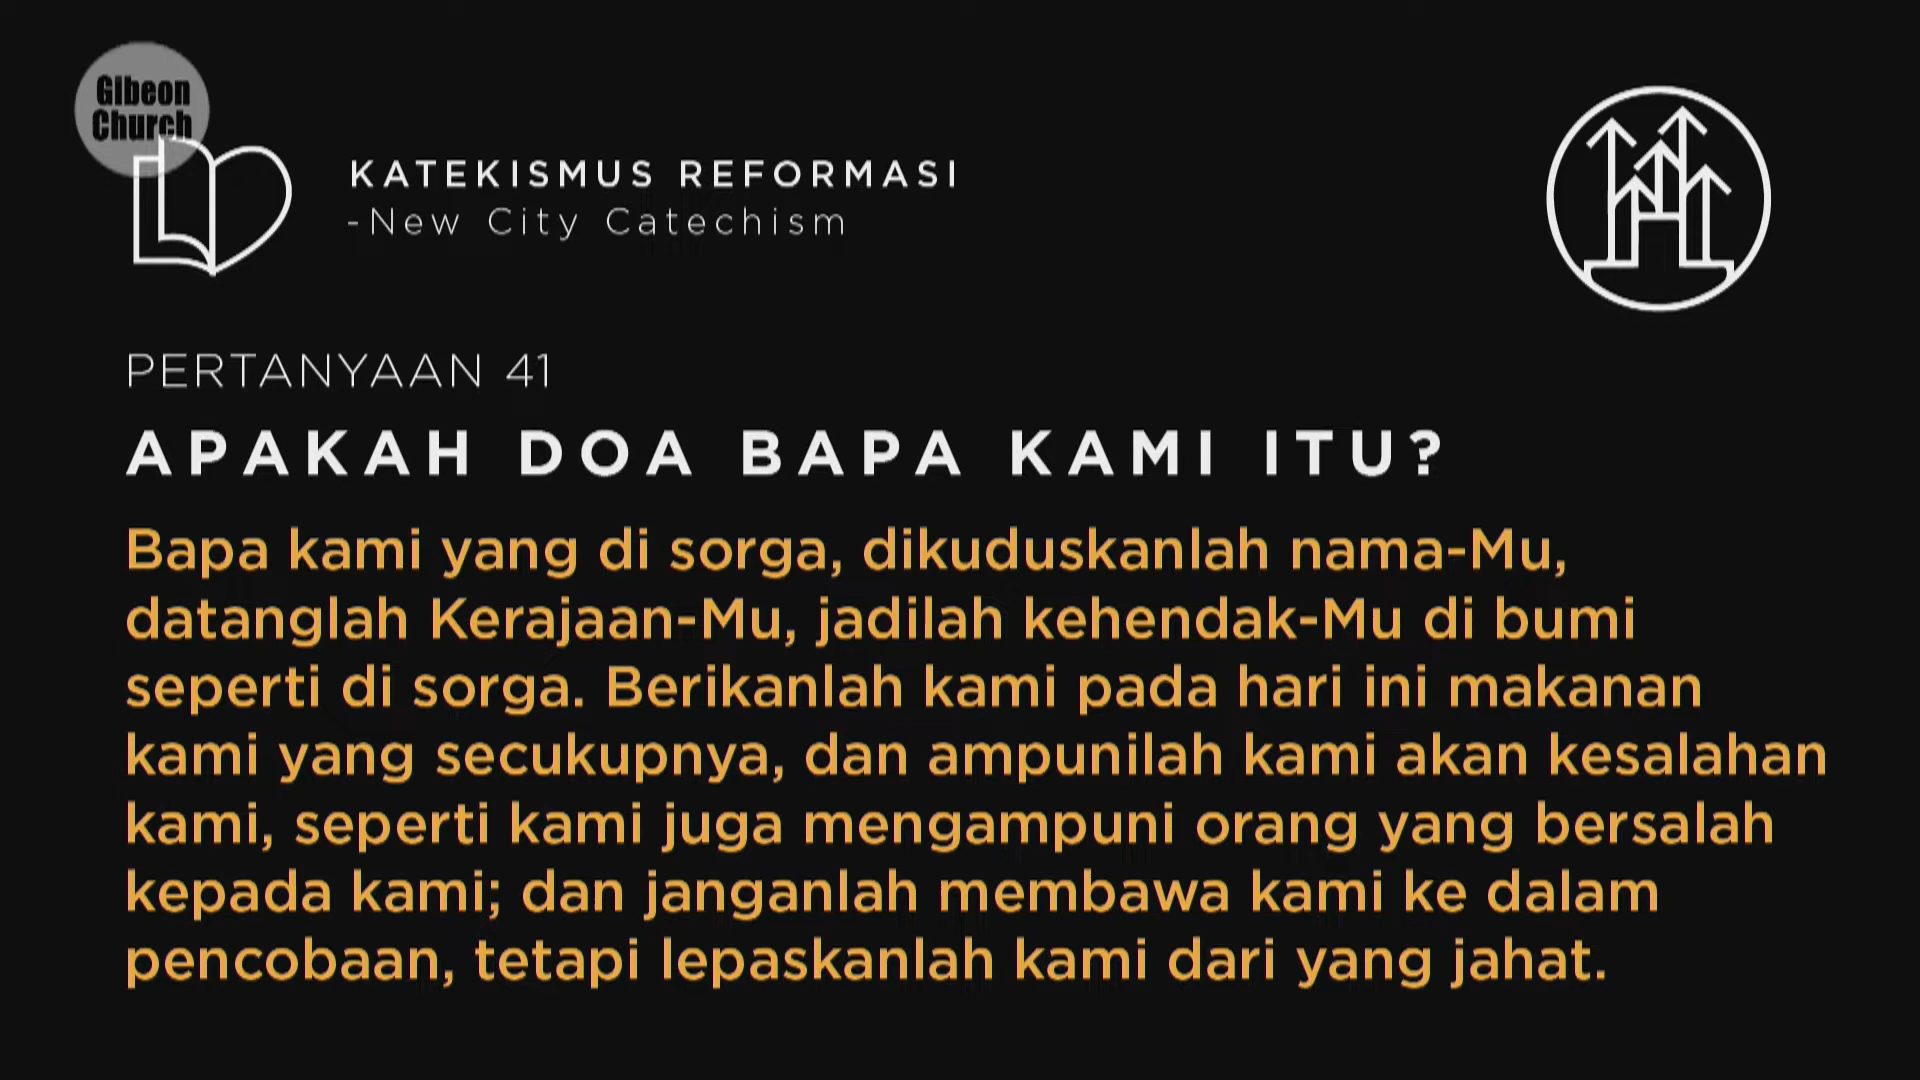 Gibeon
Church
KATEKISMUS REFORMASI
-New City Catechism
PERTANYAAN 41
APAKAH DOA BAPA KAMI ITU?
Bapa kami yang di sorga, dikuduskanlah nama-Mu,
datanglah Kerajaan-Mu, jadilah kehendak-Mu di bumi
seperti di sorga. Berikanlah kami pada hari ini makanan
kami yang secukupnya, dan ampunilah kami akan kesalahan
kami, seperti kami juga mengampuni orang yang bersalah
kepada kami; dan janganlah membawa kami ke dalam
pencobaan, tetapi lepaskanlah kami dari yang jahat.